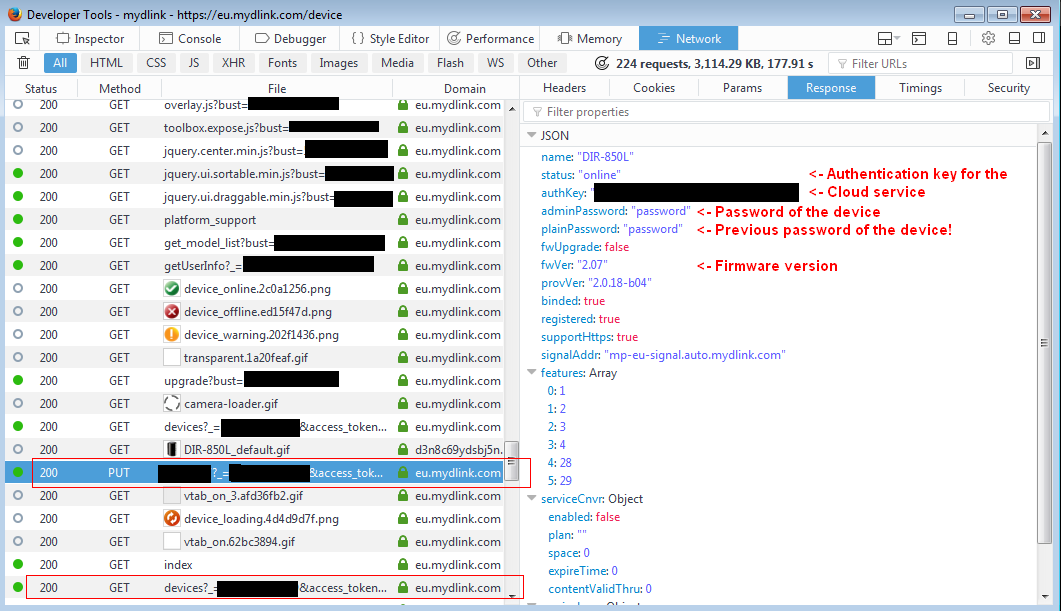 Developer Tools - mydlink - https://eu.mydlink.com/device
Inspector Console Debugger { } Style Editor Performance Memory Network
All HTML CSS JS XHR Fonts Images Media Flash WS Other 224 requests, 3,114.29 KB, 177.91 s Filter URLs
Status Method File Domain Headers Cookies Params Response Timings Security
200 GET overlay.js?bust= eu.mydlink.com
200 GET toolbox.expose.js?bust= eu.mydlink.com
200 GET jquery.center.min.js?bust= eu.mydlink.com
200 GET jquery.ui.sortable.min.js?bust= eu.mydlink.com
200 GET jquery.ui.draggable.min.js?bust= eu.mydlink.com
200 GET platform_support eu.mydlink.com
200 GET get_model_list?bust= eu.mydlink.com
200 GET getUserInfo?_= eu.mydlink.com
200 GET device_online.2c0a1256.png eu.mydlink.com
200 GET device_offline.ed15f47d.png eu.mydlink.com
200 GET device_warning.202f1436.png eu.mydlink.com
200 GET transparent.1a20feaf.gif eu.mydlink.com
200 GET upgrade?bust= eu.mydlink.com
200 GET camera-loader.gif eu.mydlink.com
200 GET devices?_= &access_token... eu.mydlink.com
200 GET DIR-850L_default.gif d3n8c69ydsbj5n.
200 PUT ?_= &access_tok... eu.mydlink.com
200 GET vtab_on_3.afd36fb2.gif eu.mydlink.com
200 GET device_loading.4d4d9d7f.png eu.mydlink.com
200 GET vtab_on.62bc3894.gif eu.mydlink.com
200 GET index eu.mydlink.com
200 GET devices?_= &access_token... eu.mydlink.com
Filter properties
JSON
name: "DIR-850L"
status: "online" <- Authentication key for the
authKey: " <- Cloud service
adminPassword: "password" <- Password of the device
plainPassword: "password" <- Previous password of the device!
fwUpgrade: false
fwVer: "2.07" <- Firmware version
provVer: "2.0.18-b04"
binded: true
registered: true
supportHttps: true
signalAddr: "mp-eu-signal.auto.mydlink.com"
features: Array
0: 1
1: 2
2: 3
3: 4
4: 28
5: 29
serviceCnvr: Object
enabled: false
plan: ""
space: 0
expireTime: 0
contentValidThru: 0